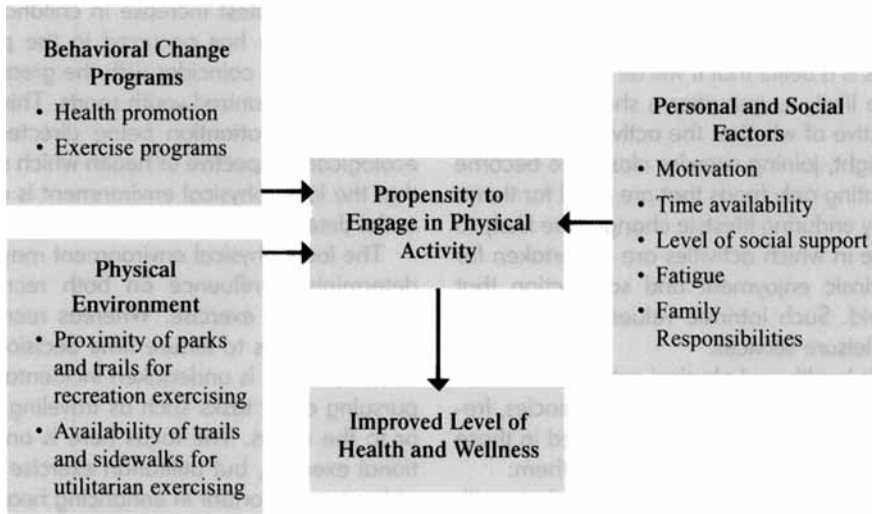 Behavioral Change
Programs
• Health promotion
• Exercise programs
Physical
Environment
• Proximity of parks
and trails for
recreation exercising
• Availability of trails
and sidewalks for
utilitarian exercising
Propensity to
Engage in Physical
Activity
Improved Level of
Health and Wellness
Personal and Social
Factors
• Motivation
• Time availability
• Level of social support
• Fatigue
• Family
Responsibilities